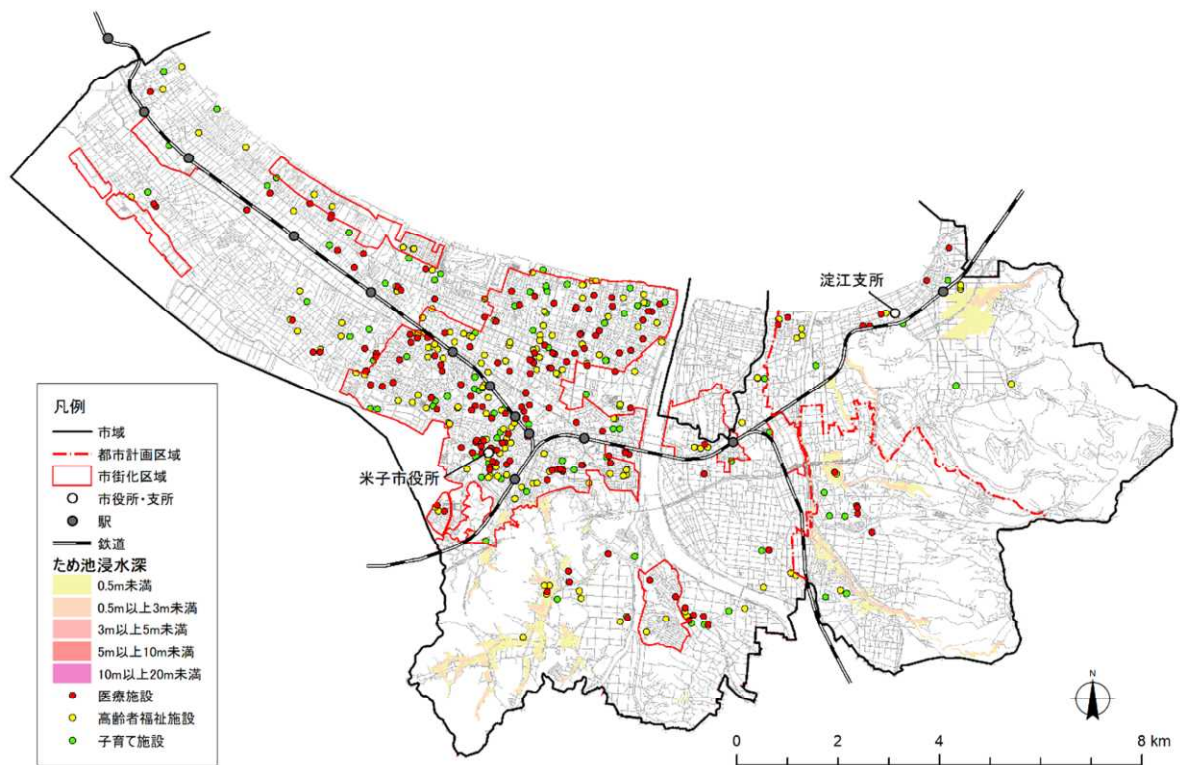 淀江支所
米子市役所
凡例
市域
都市計画区域
市街化区域
市役所・支所
駅
鉄道
ため池浸水深
0.5m未満
0.5m以上3m未満
3m以上5m未満
5m以上10m未満
10m以上20m未満
医療施設
高齢者福祉施設
子育て施設
N
0 2 4 8 km